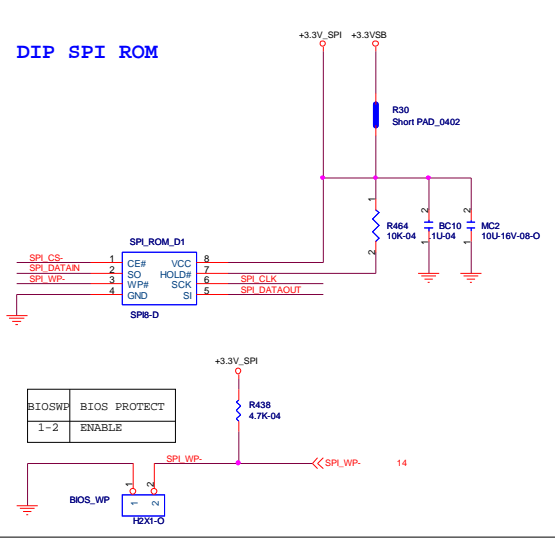 +3.3V_SPI +3.3VSB
DIP SPI ROM
R30
Short PAD_0402
1 2 2
R464 BC10 MC2
10K-04 .1U-04 10U-16V-08-O
2 1 1
SPI_ROM_D1
SPI_CS- 1 CE# VCC 8
SPI_DATAIN 2 SO HOLD# 7
SPI_WP- 3 WP# SCK 6 SPI_CLK
4 GND SI 5 SPI_DATAOUT
SPI8-D
+3.3V_SPI
BIOSWP BIOS PROTECT
1-2 ENABLE
R438
4.7K-04
SPI_WP- SPI_WP- 14
1 2
BIOS_WP 1 2
H2X1-O